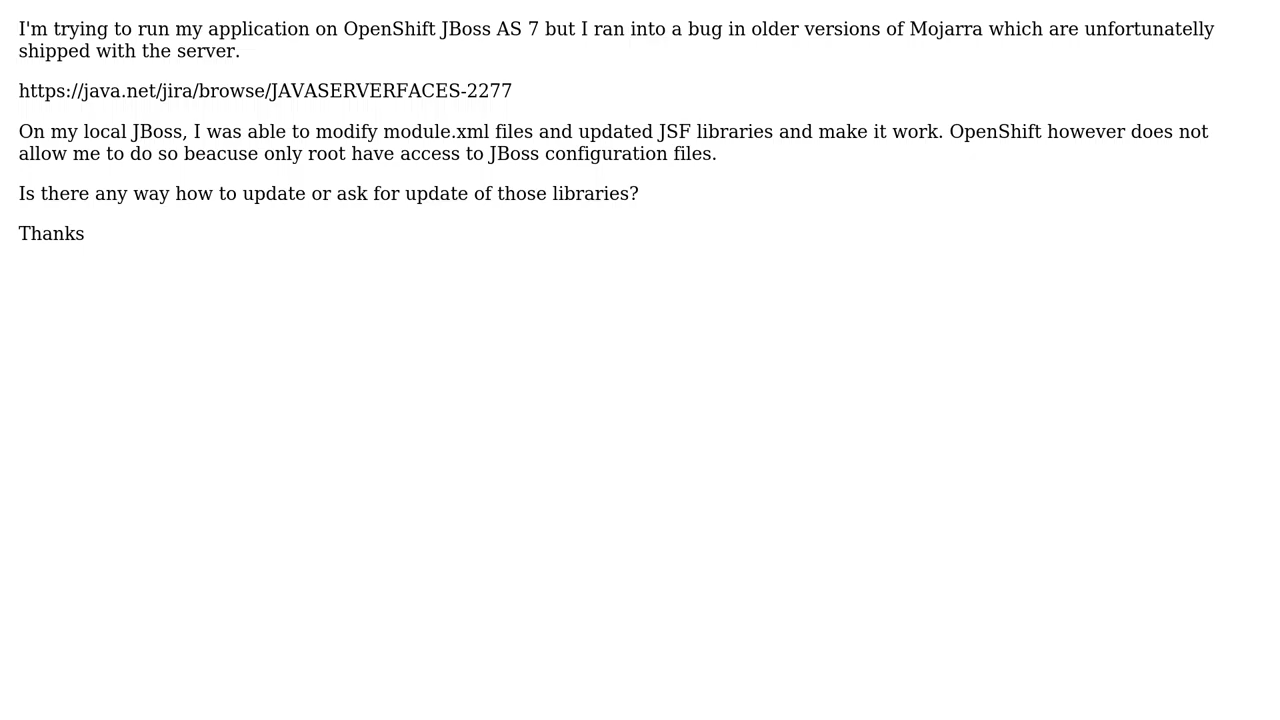 I'm trying to run my application on OpenShift JBoss AS 7 but I ran into a bug in older versions of Mojarra which are unfortunatelly
shipped with the server.
https://java.net/jira/browse/JAVASERVERFACES-2277
On my local JBoss, I was able to modify module.xml files and updated JSF libraries and make it work. OpenShift however does not
allow me to do so beacuse only root have access to JBoss configuration files.
Is there any way how to update or ask for update of those libraries?
Thanks